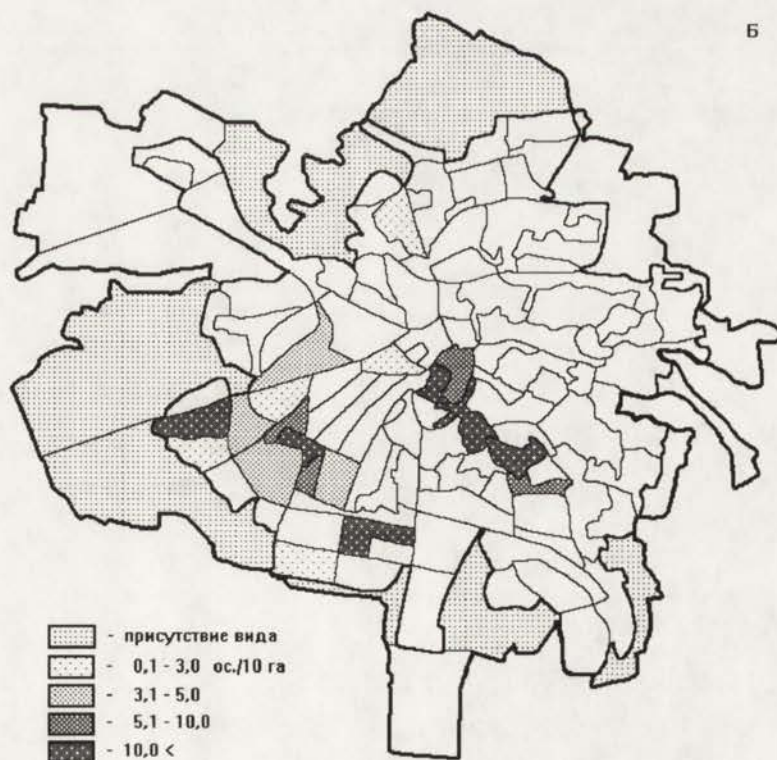 Б
- присутствие вида
- 0,1 - 3,0 ос./10 га
- 3,1 - 5,0
- 5,1 - 10,0
- 10,0 <